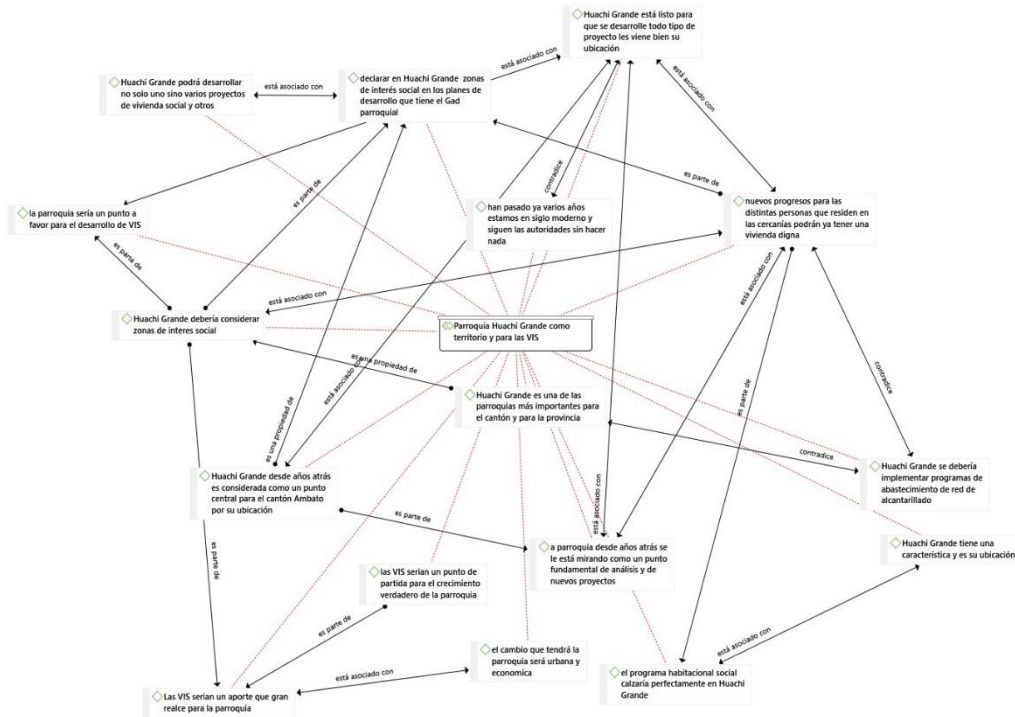 Huachi Grande está listo para
que se desarrolle todo tipo de
proyecto les viene bien su
ubicación
está asociado con
Huachi Grande podrá desarrollar
no solo uno sino varios proyectos
de vivienda social y otros
está asociado con
declarar en Huachi Grande zonas
de interés social en los planes de
desarrollo que tiene el Gad
parroquial
está asociado con
contradice
es parte de
es parte de
la parroquia sería un punto a
favor para el desarrollo de VIS
han pasado ya varios años
estamos en siglo moderno y
siguen las autoridades sin hacer
nada
nuevos progresos para las
distintas personas que residen en
las cercanías podrán ya tener una
vivienda digna
es parte de
está asociado con
está asociado con
Huachi Grande debería considerar
zonas de interes social
Parroquia Huachi Grande como
territorio y para las VIS
es una propiedad de
está asociado con
contradice
es parte de
Huachi Grande es una de las
parroquias más importantes para
el cantón y para la provincia
es una propiedad de
contradice
Huachi Grande desde años atrás
es considerada como un punto
central para el cantón Ambato
por su ubicación
Huachi Grande se debería
implementar programas de
abastecimiento de red de
alcantarillado
está asociado con
es parte de
es parte de
a parroquia desde años atrás se
le está mirando como un punto
fundamental de análisis y de
nuevos proyectos
Huachi Grande tiene una
característica y es su ubicación
las VIS serian un punto de
partida para el crecimiento
verdadero de la parroquia
es parte de
está asociado con
el cambio que tendrá la
parroquia será urbana y
economica
está asociado con
el programa habitacional social
calzaría perfectamente en Huachi
Grande
Las VIS serian un aporte que gran
realce para la parroquia